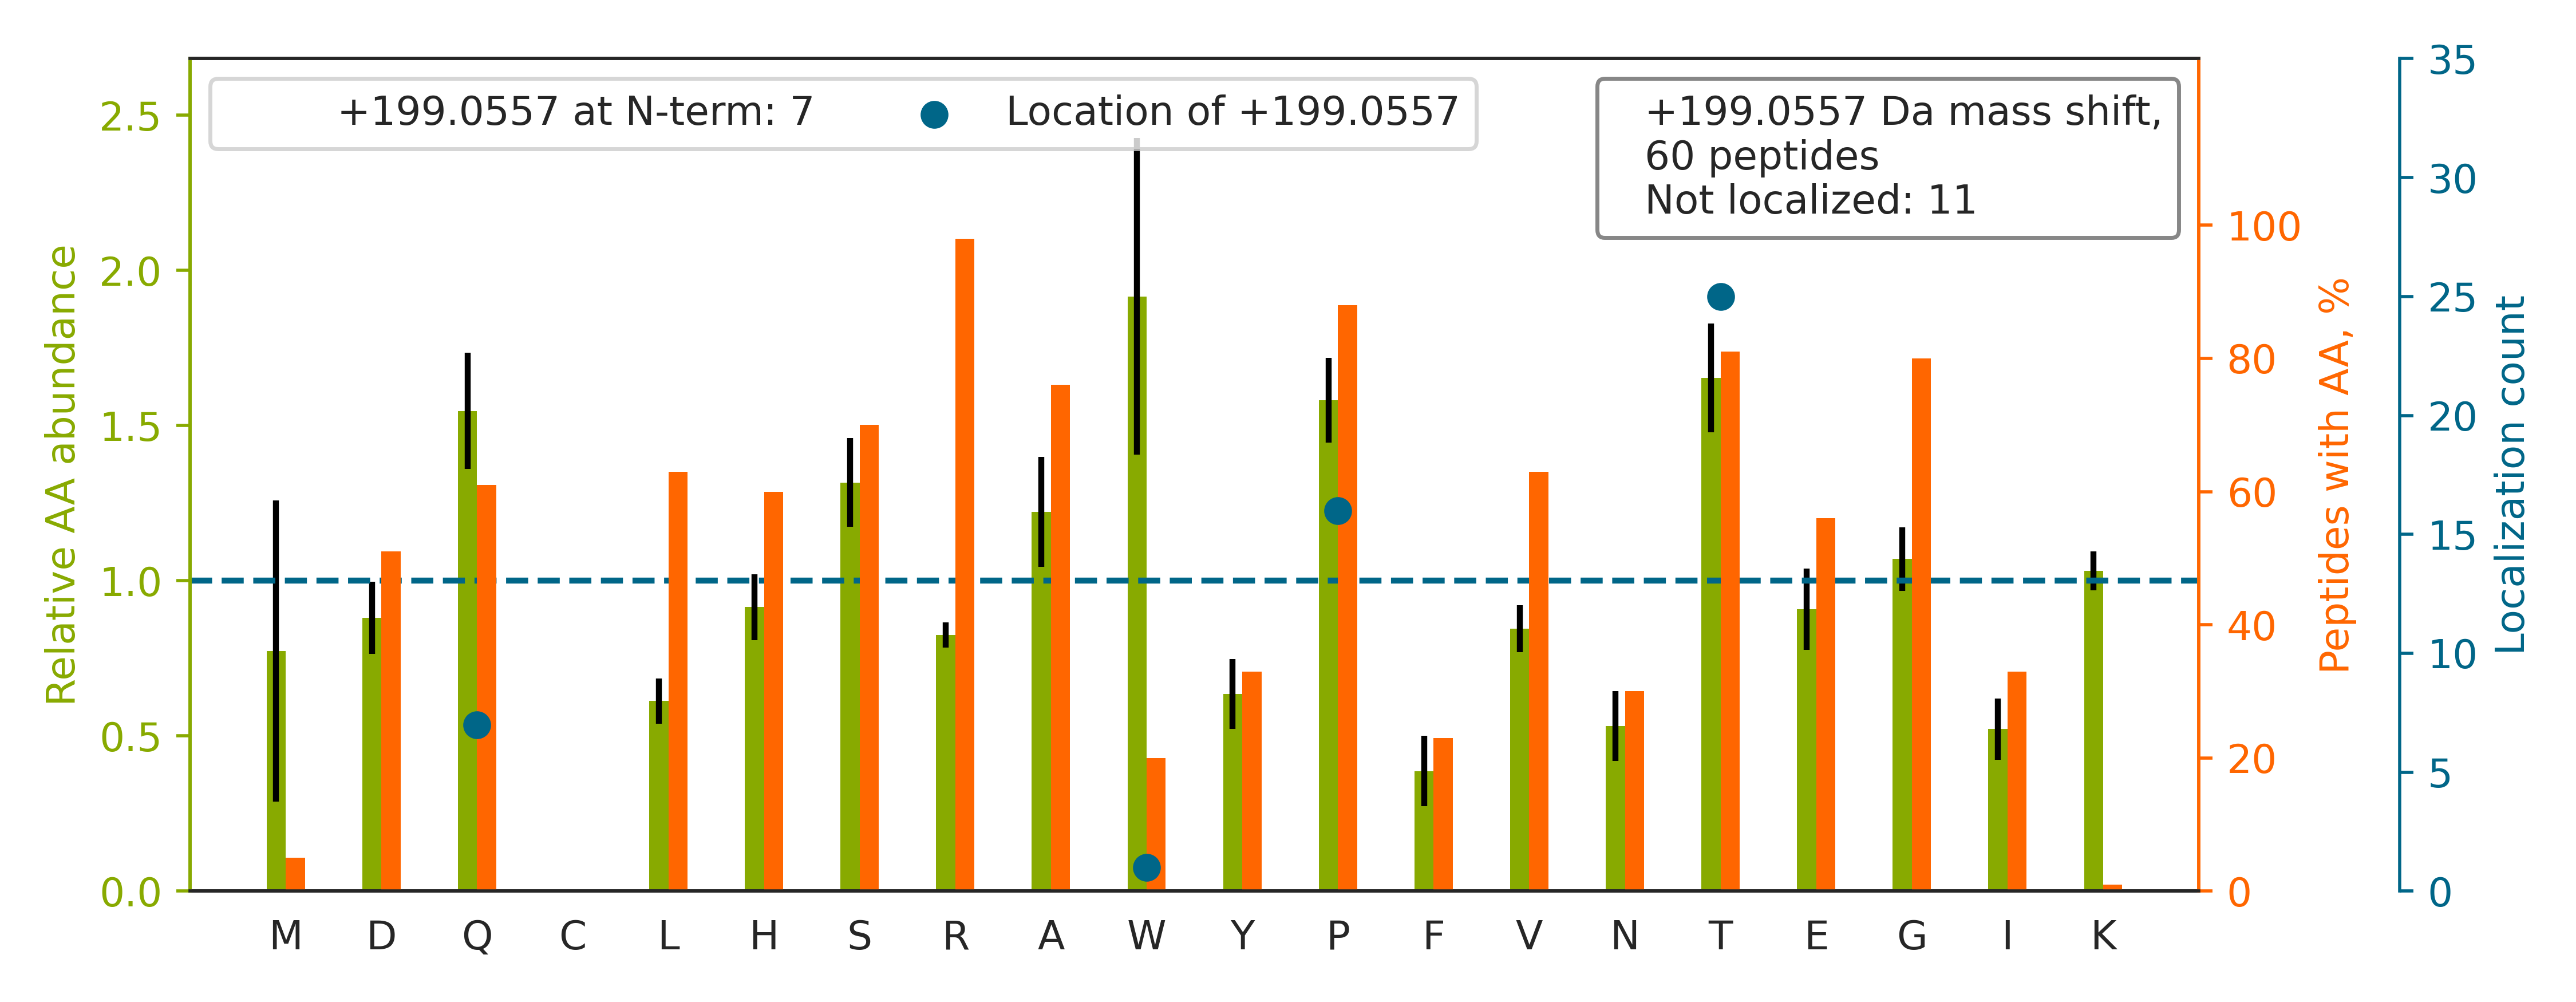 +199.0557 at N-term: 7
Location of +199.0557
+199.0557 Da mass shift,
60 peptides
Not localized: 11
Relative AA abundance
2.5
2.0
1.5
1.0
0.5
0.0
M D Q C L H S R A W Y P F V N T E G I K
100
80
60
40
20
0
Peptides with AA, %
35
30
25
20
15
10
5
0
Localization count